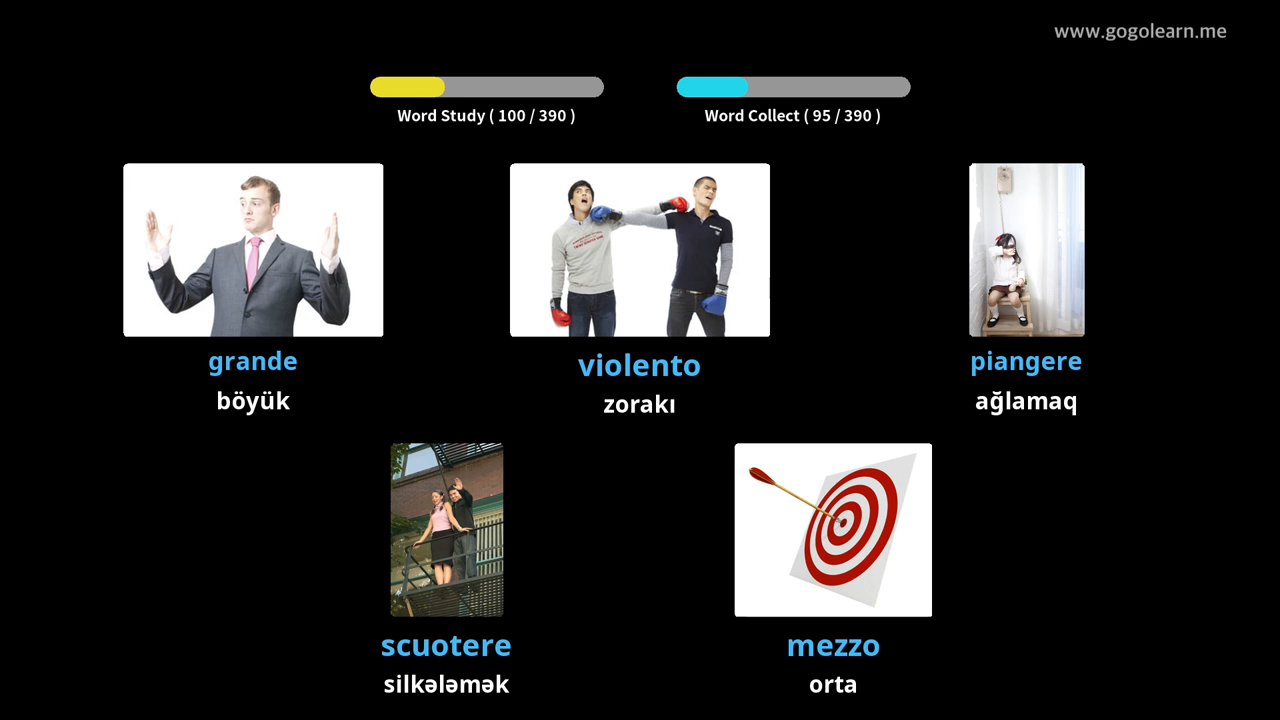 www.gogolearn.me
Word Study ( 100 / 390 )
Word Collect ( 95 / 390 )
grande
böyük
violento
zorakı
piangere
ağlamaq
scuotere
silkələmək
mezzo
orta